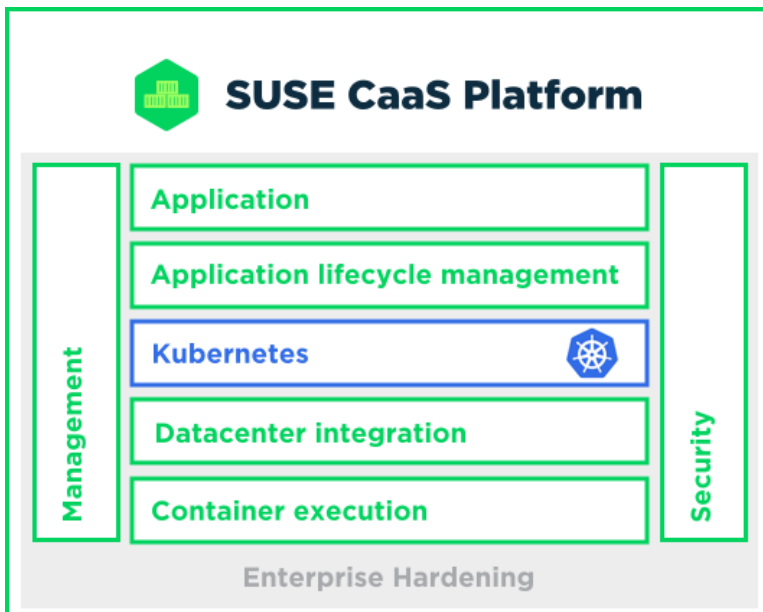 SUSE CaaS Platform
Management
Application
Application lifecycle management
Kubernetes
Datacenter integration
Container execution
Security
Enterprise Hardening